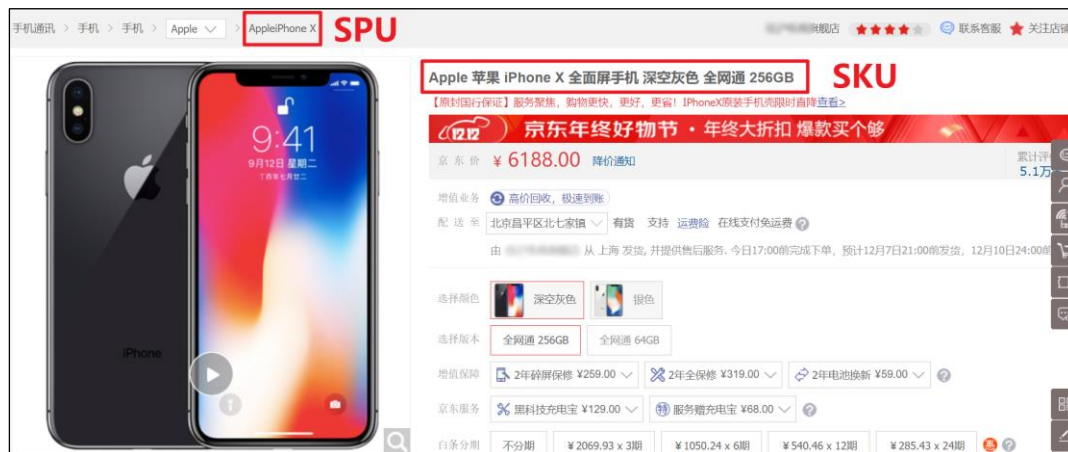 手机通讯 > 手机 > 手机 > Apple > AppleiPhone X SPU
舰店 联系客服 关注店铺
Apple 苹果 iPhone X 全面屏手机 深空灰色 全网通 256GB SKU
【原封国行保证】服务聚焦，购物更快，更好，更省！IPhoneX原装手机壳限时直降查看>
12.12 京东年终好物节·年终大折扣 爆款买个够
京东价 ¥ 6188.00 降价通知 累计评
5.1万
增值业务 高价回收，极速到账
配送至 北京昌平区北七家镇 有货 支持 运费险 在线支付免运费
由 从 上海 发货, 并提供售后服务. 今日17:00前完成下单，预计12月7日21:00前发货，12月10日24:00前
选择颜色 深空灰色 银色
选择版本 全网通 256GB 全网通 64GB
增值保障 2年碎屏保修 ¥259.00 2年全保修 ¥319.00 2年电池换新 ¥59.00
京东服务 黑科技充电宝 ¥129.00 特 服务赠充电宝 ¥68.00
白条分期 不分期 ¥2069.93 x 3期 ¥1050.24 x 6期 ¥540.46 x 12期 ¥285.43 x 24期 惠
9:41
9月12日 星期二
iPhone